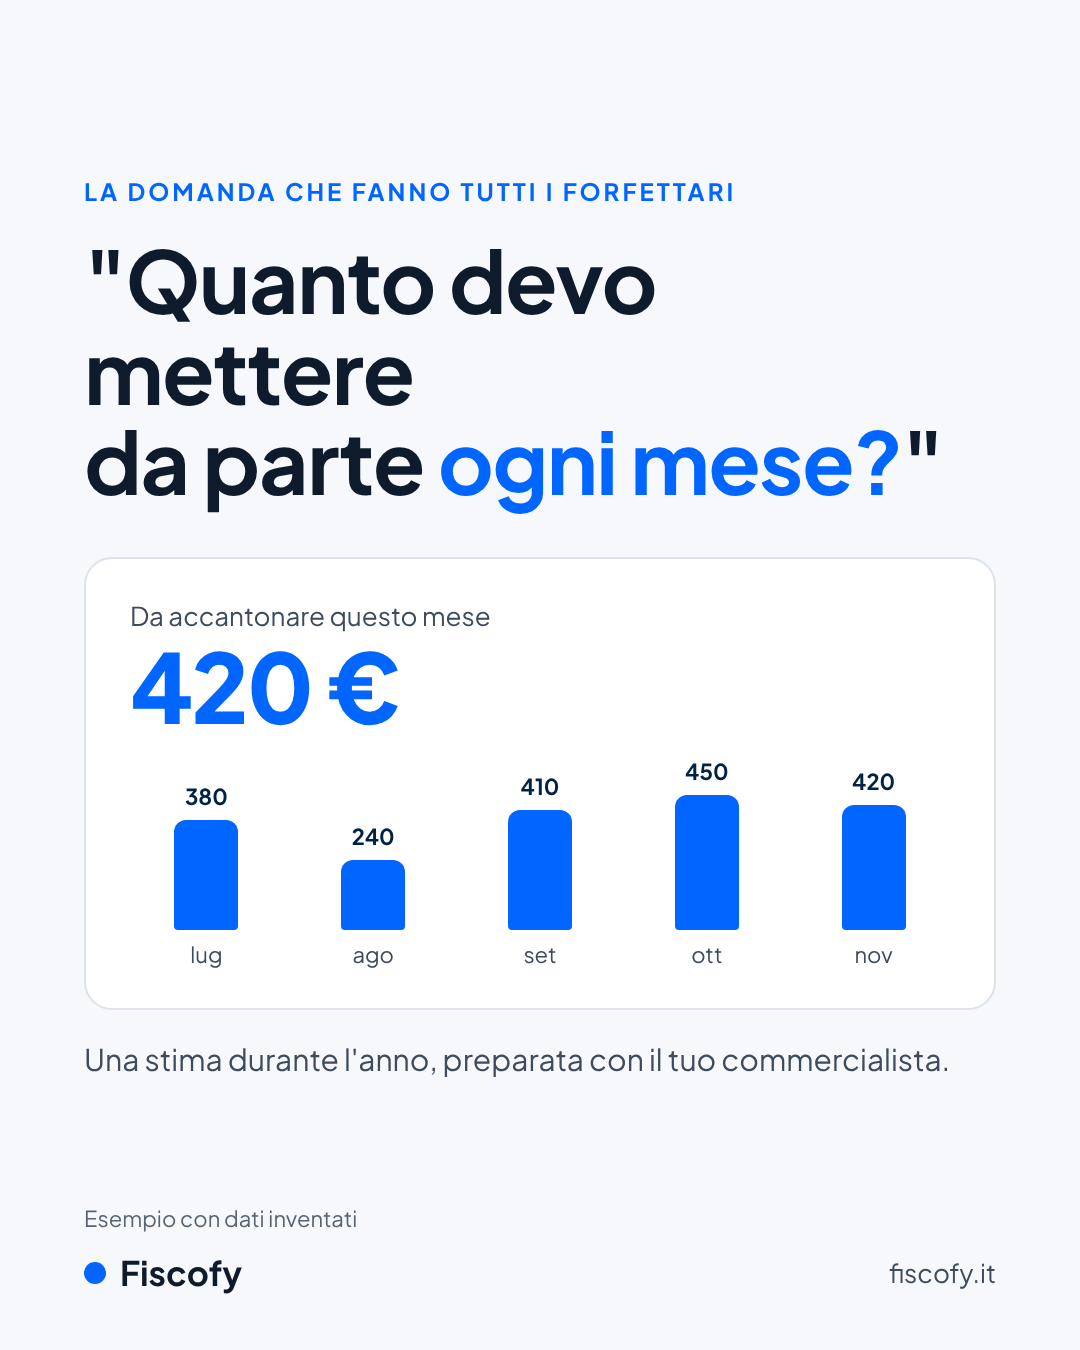 LA DOMANDA CHE FANNO TUTTI I FORFETTARI
"Quanto devo
mettere
da parte ogni mese?"
Da accantonare questo mese
420 €
380
240
410
450
420
lug
ago
set
ott
nov
Una stima durante l'anno, preparata con il tuo commercialista.
Esempio con dati inventati
Fiscofy
fiscofy.it